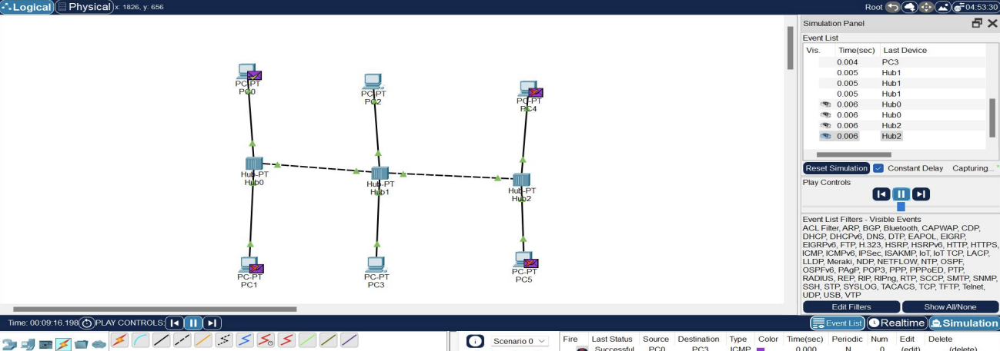 Logical Physical x: 1826, y: 656 Root 04:53:30
PC-PT
PC0
PC-PT
PC2
PC-PT
PC4
Hub-PT
Hub0
Hub-PT
Hub1
Hub-PT
Hub2
PC-PT
PC1
PC-PT
PC3
PC-PT
PC5
Simulation Panel
Event List
Vis. Time(sec) Last Device
0.004 PC3
0.005 Hub1
0.005 Hub1
0.005 Hub1
0.006 Hub0
0.006 Hub0
0.006 Hub2
0.006 Hub2
Reset Simulation Constant Delay Capturing...
Play Controls
Event List Filters - Visible Events
ACL Filter, ARP, BGP, Bluetooth, CAPWAP, CDP,
DHCP, DHCPv6, DNS, DTP, EAPOL, EIGRP,
EIGRPv6, FTP, H.323, HSRP, HSRPv6, HTTP, HTTPS,
ICMP, ICMPv6, IPSec, ISAKMP, IoT, IoT TCP, LACP,
LLDP, Meraki, NDP, NETFLOW, NTP, OSPF,
OSPFv6, PAgP, POP3, PPP, PPPoED, PTP,
RADIUS, REP, RIP, RIPng, RTP, SCCP, SMTP, SNMP,
SSH, STP, SYSLOG, TACACS, TCP, TFTP, Telnet,
UDP, USB, VTP
Edit Filters Show All/None
Time: 00:09:16.198 PLAY CONTROLS: Event List Realtime Simulation
Scenario 0 Fire Last Status Source Destination Type Color Time(sec) Periodic Num Edit Delete
Successful PC0 PC3 ICMP 0.000 N 0 (edit) (delete)